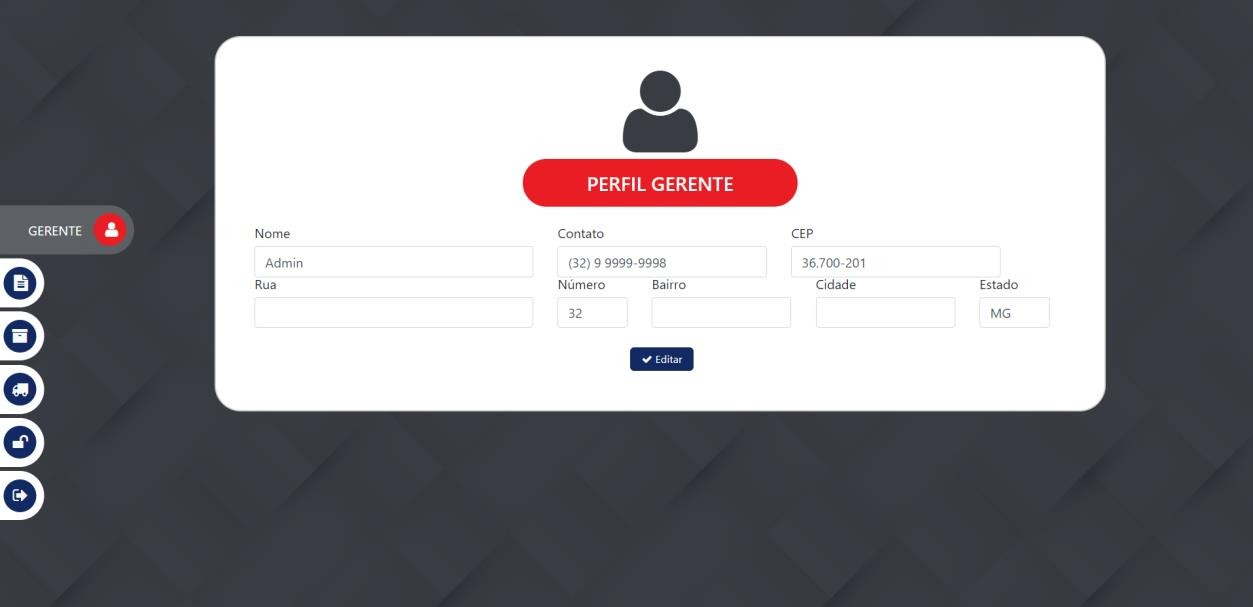 PERFIL GERENTE
GERENTE
Nome Contato CEP
Admin (32) 9 9999-9998 36.700-201
Rua Número Bairro Cidade Estado
32 MG
Editar